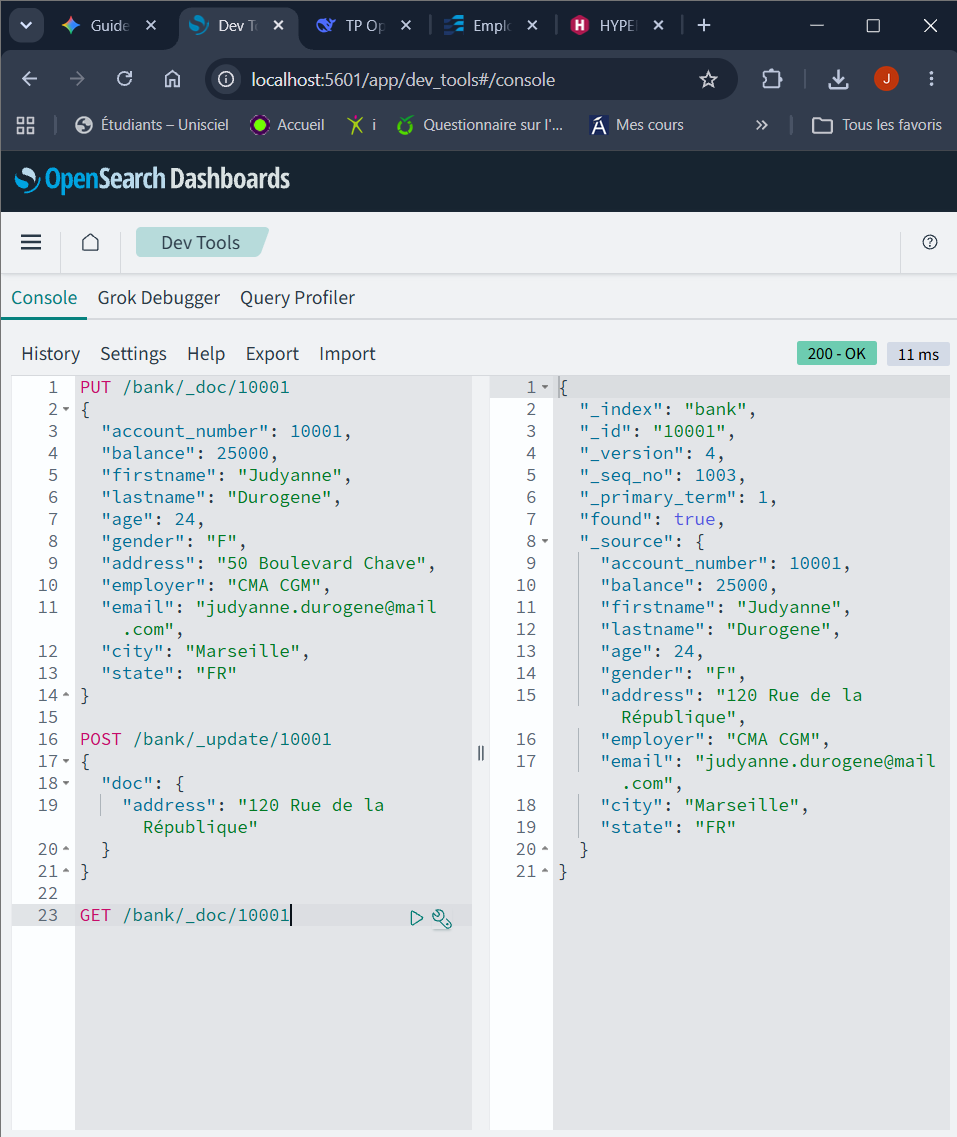 Guide
Dev T
TP Op
Emplo
HYPE
localhost:5601/app/dev_tools#/console
J
Étudiants – Unisciel
Accueil
i
Questionnaire sur l'...
Mes cours
»
Tous les favoris
OpenSearch Dashboards
Dev Tools
Console Grok Debugger Query Profiler
History Settings Help Export Import
200 - OK 11 ms
1 PUT /bank/_doc/10001
2 {
3 "account_number": 10001,
4 "balance": 25000,
5 "firstname": "Judyanne",
6 "lastname": "Durogene",
7 "age": 24,
8 "gender": "F",
9 "address": "50 Boulevard Chave",
10 "employer": "CMA CGM",
11 "email": "judyanne.durogene@mail
.com",
12 "city": "Marseille",
13 "state": "FR"
14 }
15
16 POST /bank/_update/10001
17 {
18 "doc": {
19 "address": "120 Rue de la
République"
20 }
21 }
22
23 GET /bank/_doc/10001
1 {
2 "_index": "bank",
3 "_id": "10001",
4 "_version": 4,
5 "_seq_no": 1003,
6 "_primary_term": 1,
7 "found": true,
8 "_source": {
9 "account_number": 10001,
10 "balance": 25000,
11 "firstname": "Judyanne",
12 "lastname": "Durogene",
13 "age": 24,
14 "gender": "F",
15 "address": "120 Rue de la
République",
16 "employer": "CMA CGM",
17 "email": "judyanne.durogene@mail
.com",
18 "city": "Marseille",
19 "state": "FR"
20 }
21 }